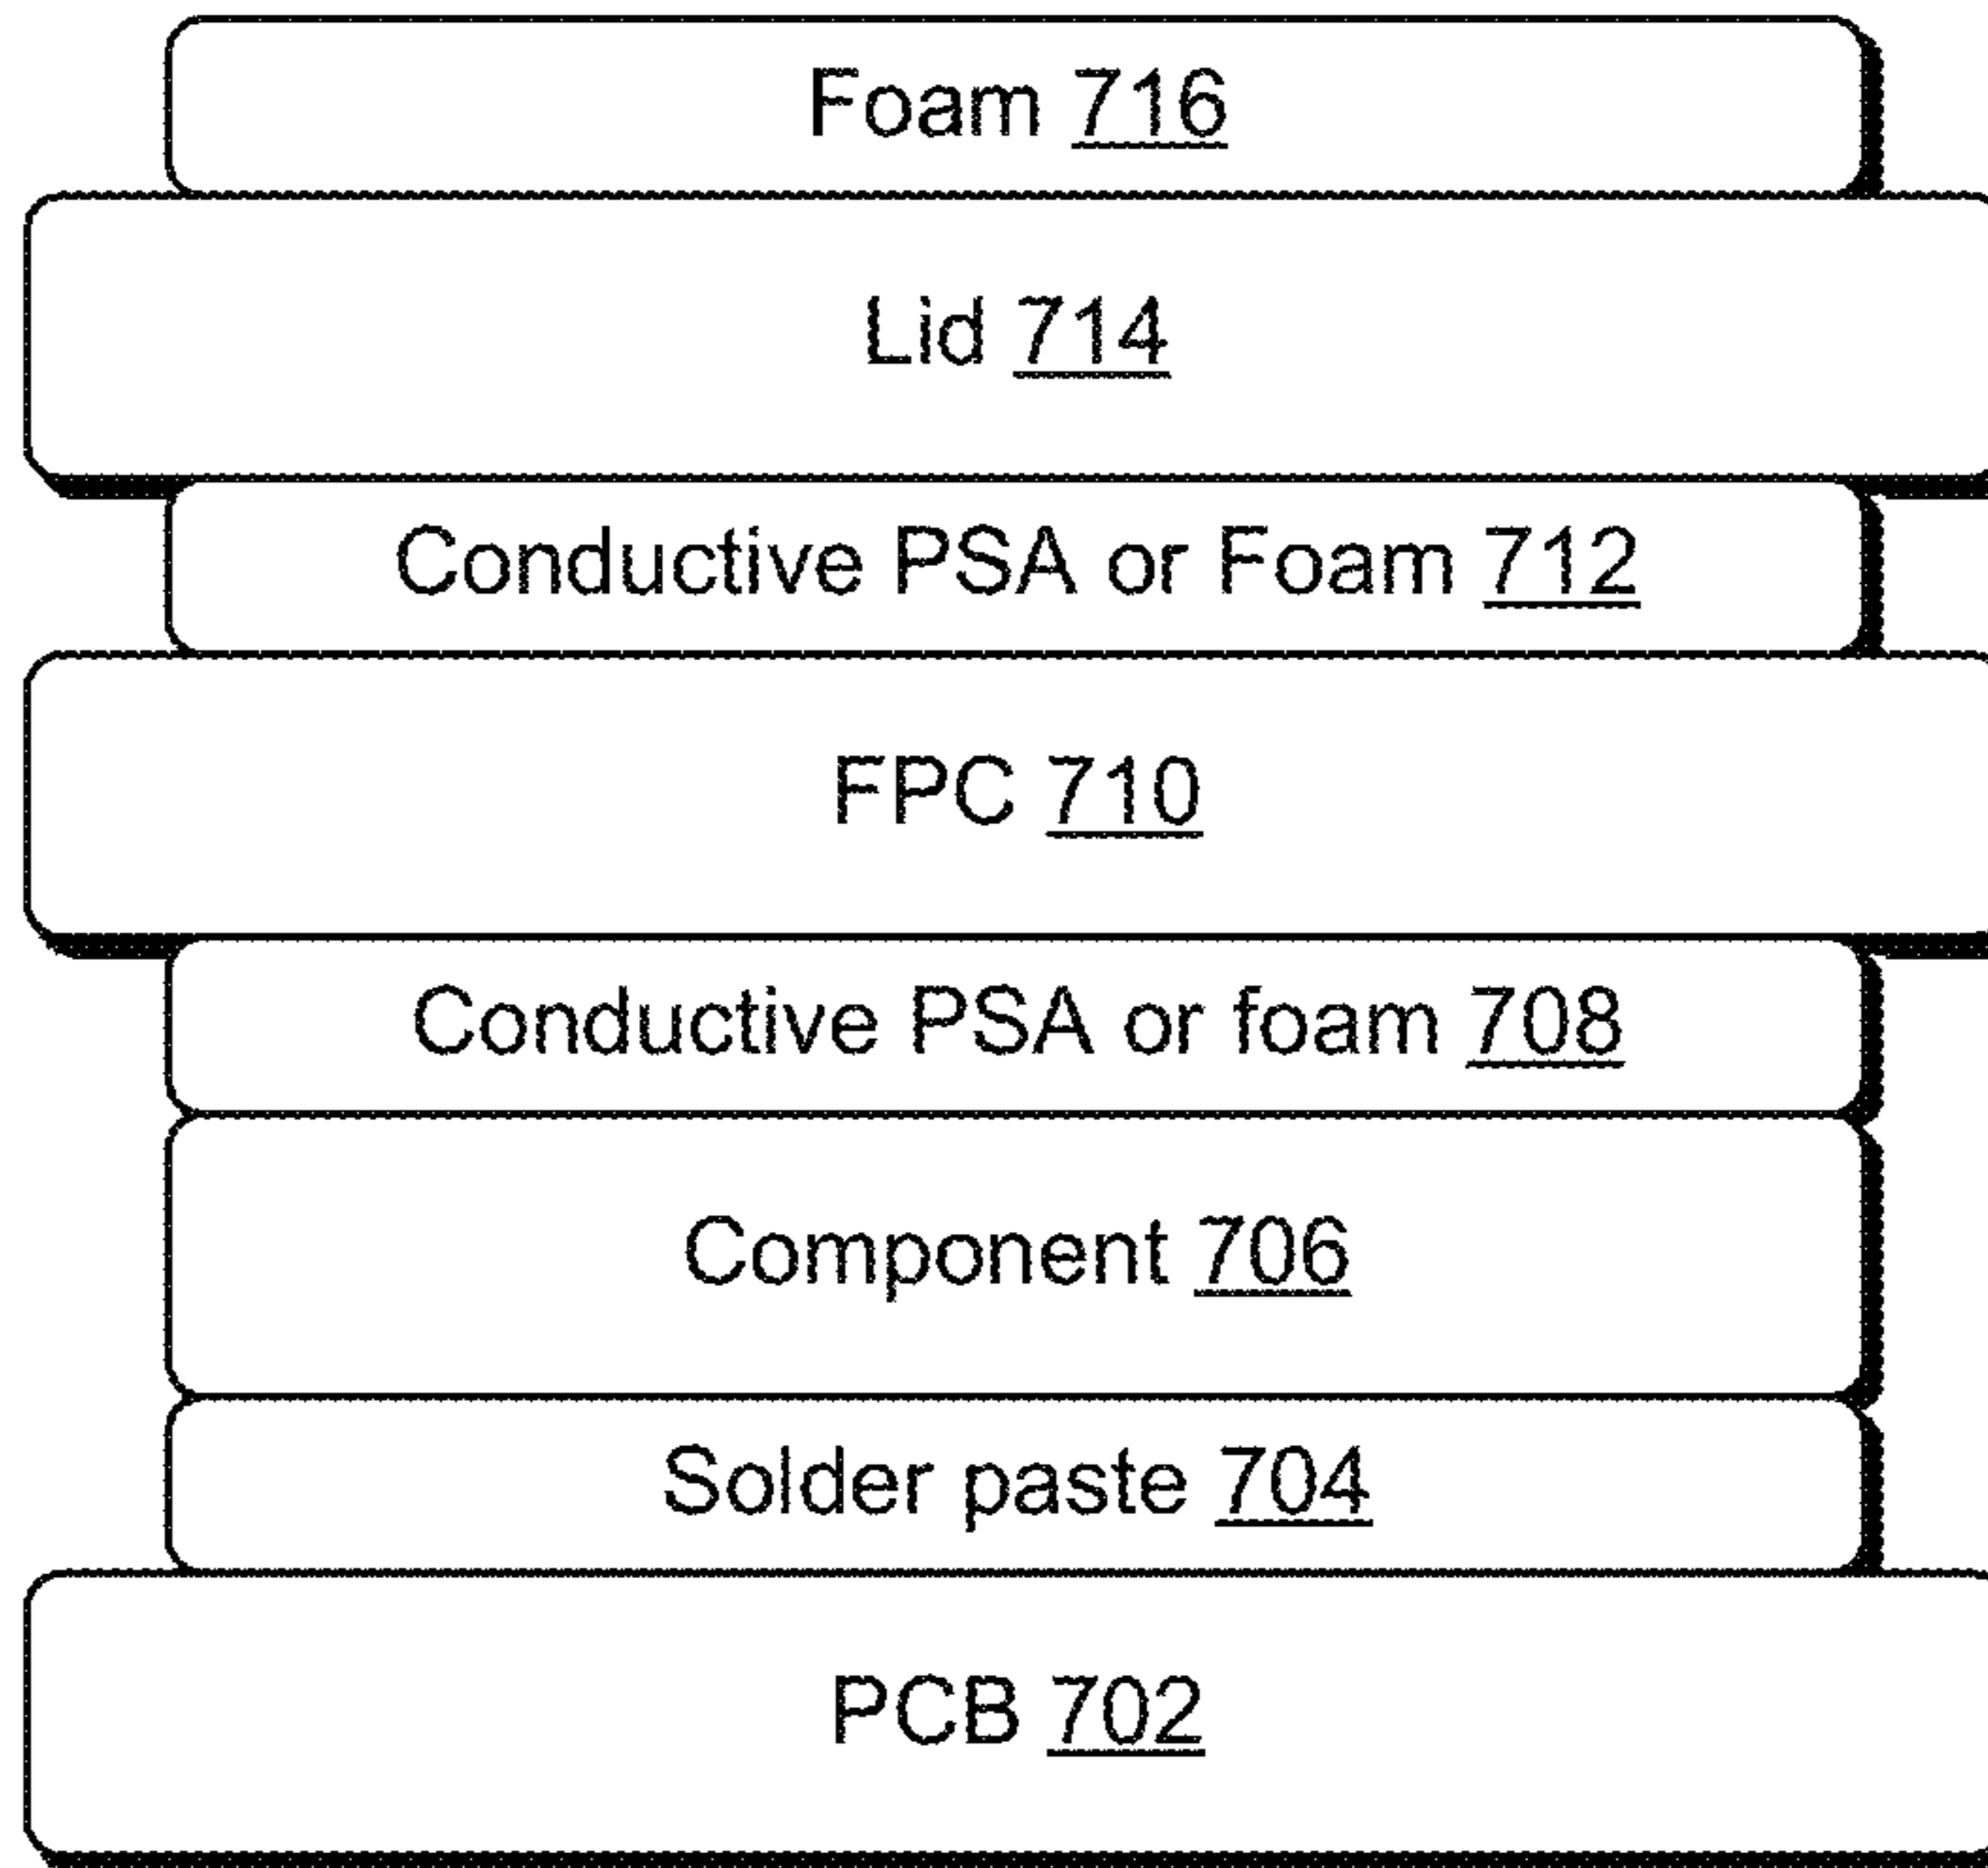 Foam 716
Lid 714
Conductive PSA or Foam 712
FPC 710
Conductive PSA or foam 708
Component 706
Solder paste 704
PCB 702